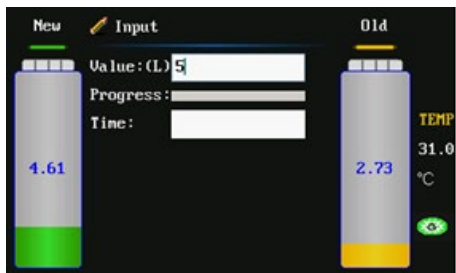 New
Input
Old
Value:(L) 5
Progress:
Time:
TEMP
31.0
°C
4.61
2.73